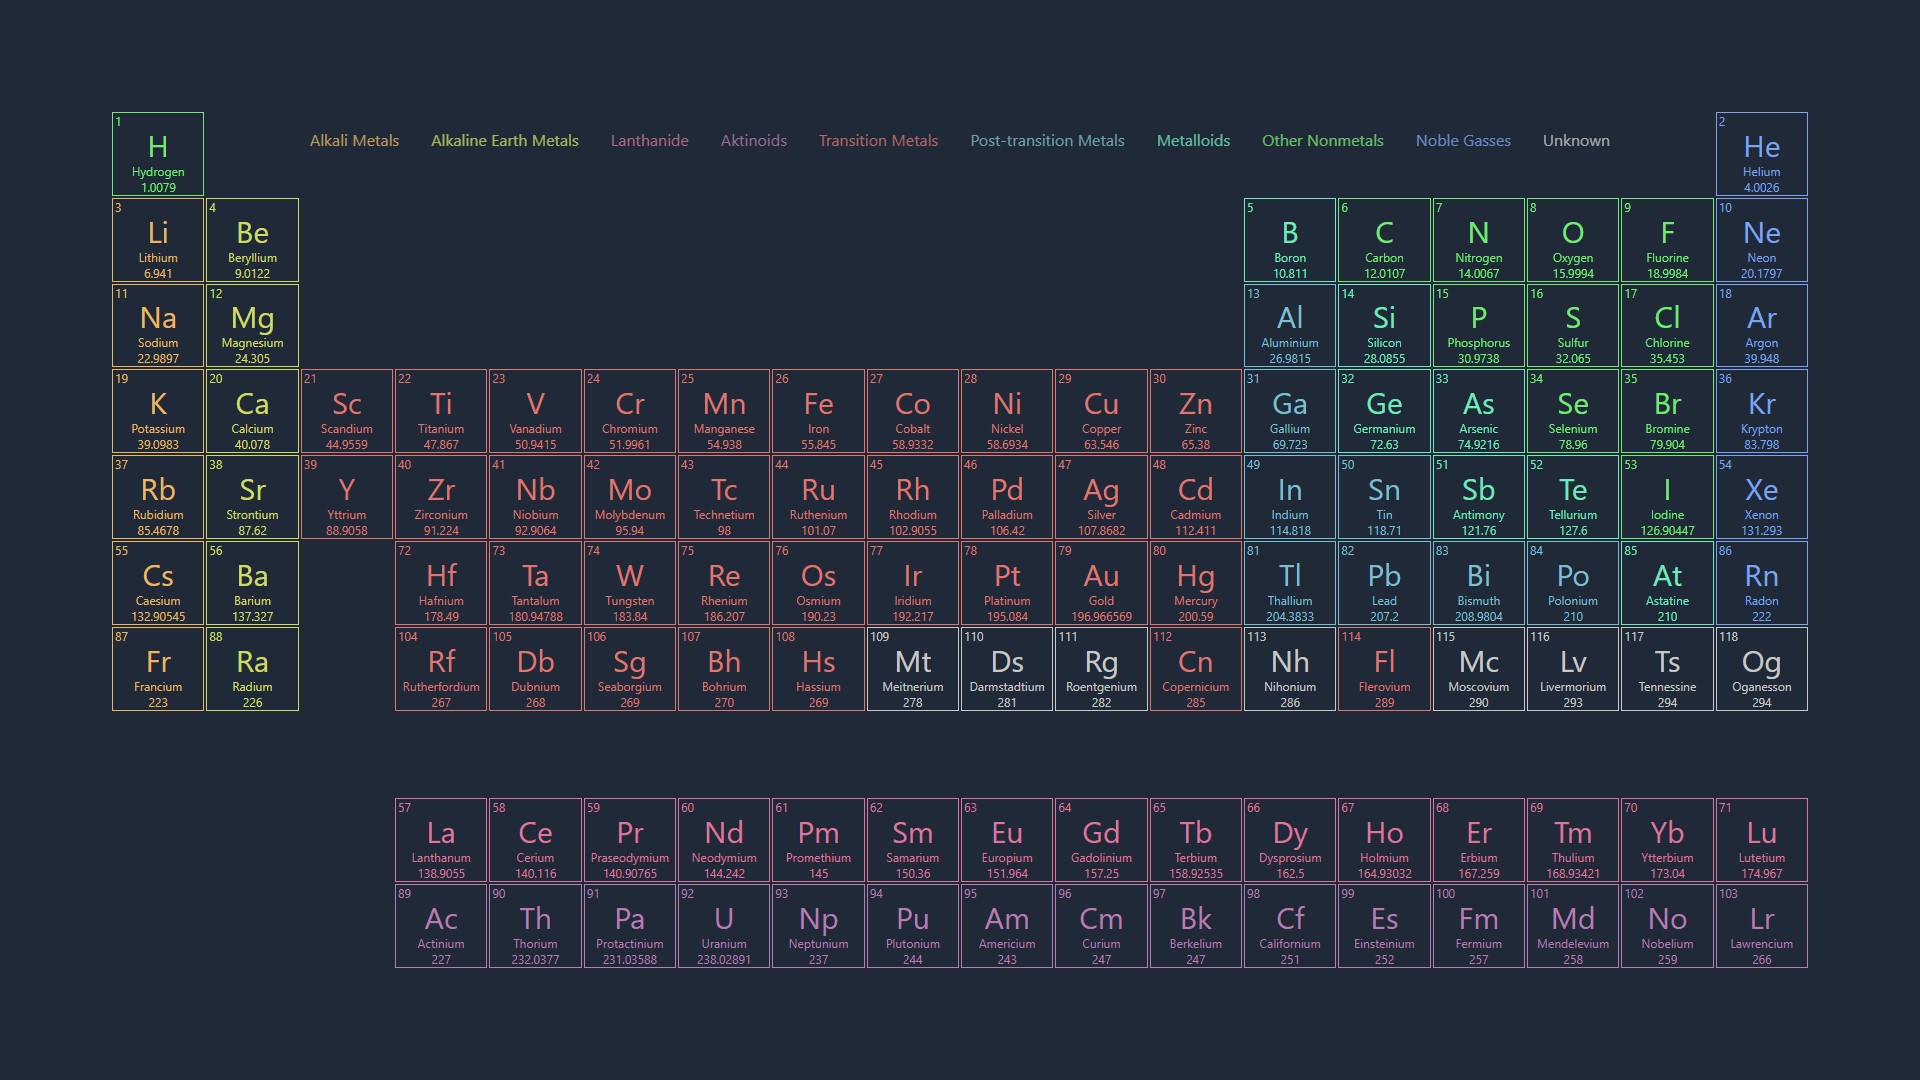 1 2
Alkali Metals Alkaline Earth Metals Lanthanide Aktinoids Transition Metals Post-transition Metals Metalloids Other Nonmetals Noble Gasses Unknown
H He
Hydrogen Helium
1.0079 4.0026
3 4 5 6 7 8 9 10
Li Be B C N O F Ne
Lithium Beryllium Boron Carbon Nitrogen Oxygen Fluorine Neon
6.941 9.0122 10.811 12.0107 14.0067 15.9994 18.9984 20.1797
11 12 13 14 15 16 17 18
Na Mg Al Si P S Cl Ar
Sodium Magnesium Aluminium Silicon Phosphorus Sulfur Chlorine Argon
22.9897 24.305 26.9815 28.0855 30.9738 32.065 35.453 39.948
19 20 21 22 23 24 25 26 27 28 29 30 31 32 33 34 35 36
K Ca Sc Ti V Cr Mn Fe Co Ni Cu Zn Ga Ge As Se Br Kr
Potassium Calcium Scandium Titanium Vanadium Chromium Manganese Iron Cobalt Nickel Copper Zinc Gallium Germanium Arsenic Selenium Bromine Krypton
39.0983 40.078 44.9559 47.867 50.9415 51.9961 54.938 55.845 58.9332 58.6934 63.546 65.38 69.723 72.63 74.9216 78.96 79.904 83.798
37 38 39 40 41 42 43 44 45 46 47 48 49 50 51 52 53 54
Rb Sr Y Zr Nb Mo Tc Ru Rh Pd Ag Cd In Sn Sb Te I Xe
Rubidium Strontium Yttrium Zirconium Niobium Molybdenum Technetium Ruthenium Rhodium Palladium Silver Cadmium Indium Tin Antimony Tellurium Iodine Xenon
85.4678 87.62 88.9058 91.224 92.9064 95.94 98 101.07 102.9055 106.42 107.8682 112.411 114.818 118.71 121.76 127.6 126.90447 131.293
55 56 72 73 74 75 76 77 78 79 80 81 82 83 84 85 86
Cs Ba Hf Ta W Re Os Ir Pt Au Hg Tl Pb Bi Po At Rn
Caesium Barium Hafnium Tantalum Tungsten Rhenium Osmium Iridium Platinum Gold Mercury Thallium Lead Bismuth Polonium Astatine Radon
132.90545 137.327 178.49 180.94788 183.84 186.207 190.23 192.217 195.084 196.966569 200.59 204.3833 207.2 208.9804 210 210 222
87 88 104 105 106 107 108 109 110 111 112 113 114 115 116 117 118
Fr Ra Rf Db Sg Bh Hs Mt Ds Rg Cn Nh Fl Mc Lv Ts Og
Francium Radium Rutherfordium Dubnium Seaborgium Bohrium Hassium Meitnerium Darmstadtium Roentgenium Copernicium Nihonium Flerovium Moscovium Livermorium Tennessine Oganesson
223 226 267 268 269 270 269 278 281 282 285 286 289 290 293 294 294
57 58 59 60 61 62 63 64 65 66 67 68 69 70 71
La Ce Pr Nd Pm Sm Eu Gd Tb Dy Ho Er Tm Yb Lu
Lanthanum Cerium Praseodymium Neodymium Promethium Samarium Europium Gadolinium Terbium Dysprosium Holmium Erbium Thulium Ytterbium Lutetium
138.9055 140.116 140.90765 144.242 145 150.36 151.964 157.25 158.92535 162.5 164.93032 167.259 168.93421 173.04 174.967
89 90 91 92 93 94 95 96 97 98 99 100 101 102 103
Ac Th Pa U Np Pu Am Cm Bk Cf Es Fm Md No Lr
Actinium Thorium Protactinium Uranium Neptunium Plutonium Americium Curium Berkelium Californium Einsteinium Fermium Mendelevium Nobelium Lawrencium
227 232.0377 231.03588 238.02891 237 244 243 247 247 251 252 257 258 259 266